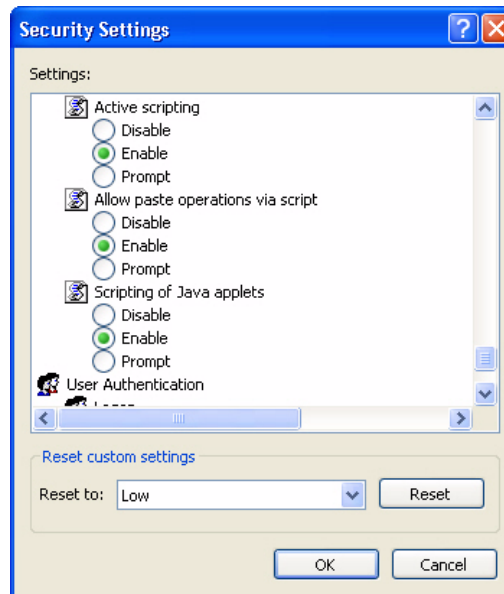 Security Settings
Settings:
Active scripting
Disable
Enable
Prompt
Allow paste operations via script
Disable
Enable
Prompt
Scripting of Java applets
Disable
Enable
Prompt
User Authentication
Reset custom settings
Reset to: Low Reset
OK Cancel